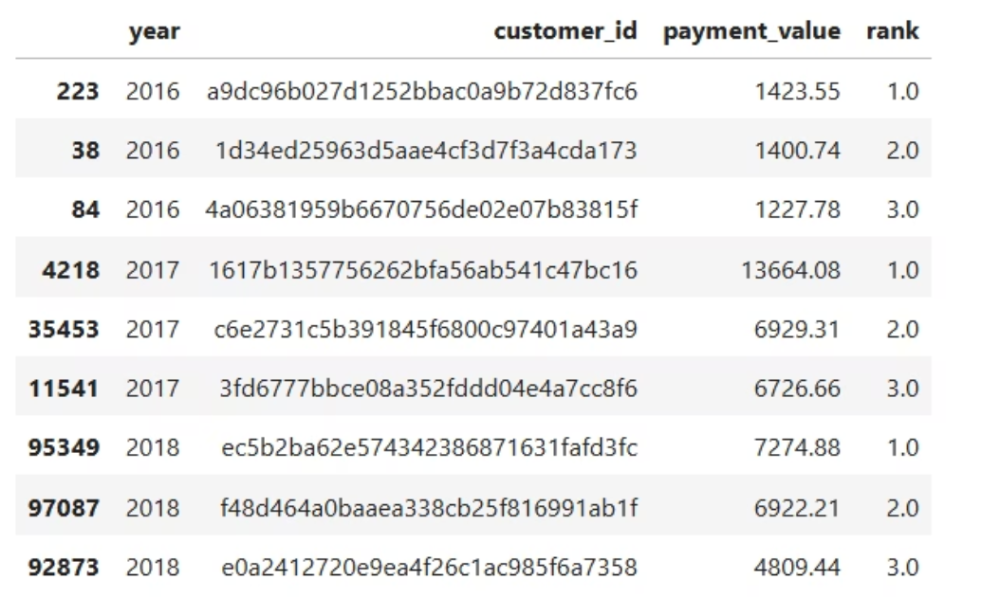 year customer_id payment_value rank
223 2016 a9dc96b027d1252bbac0a9b72d837fc6 1423.55 1.0
38 2016 1d34ed25963d5aae4cf3d7f3a4cda173 1400.74 2.0
84 2016 4a06381959b6670756de02e07b83815f 1227.78 3.0
4218 2017 1617b1357756262bfa56ab541c47bc16 13664.08 1.0
35453 2017 c6e2731c5b391845f6800c97401a43a9 6929.31 2.0
11541 2017 3fd6777bbce08a352fddd04e4a7cc8f6 6726.66 3.0
95349 2018 ec5b2ba62e574342386871631fafd3fc 7274.88 1.0
97087 2018 f48d464a0baaea338cb25f816991ab1f 6922.21 2.0
92873 2018 e0a2412720e9ea4f26c1ac985f6a7358 4809.44 3.0